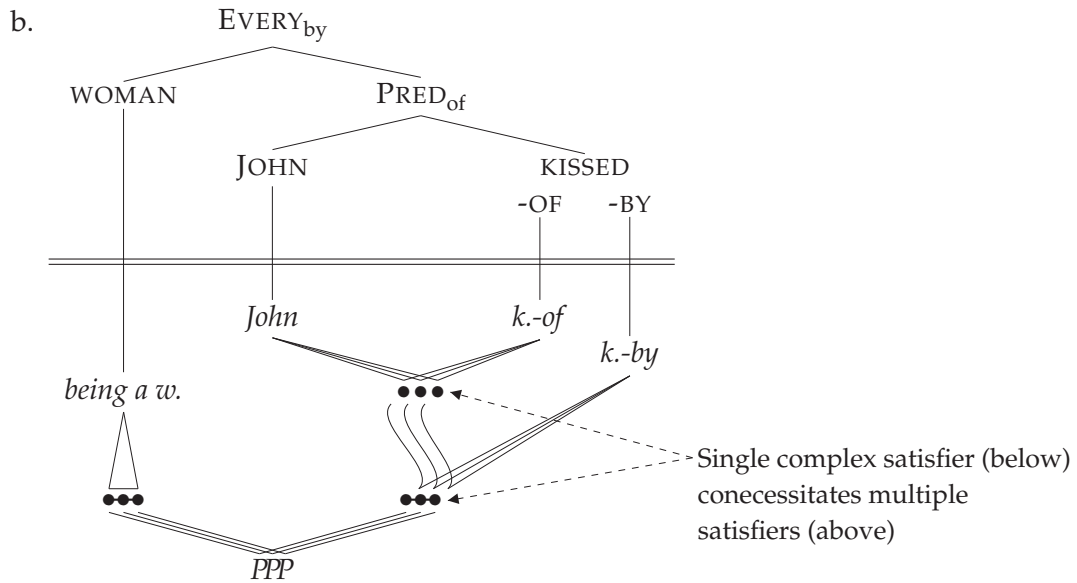 b.
EVERYby
WOMAN PREDof
JOHN KISSED
-OF -BY
John k.-of
k.-by
being a w.
Single complex satisfier (below)
conecessitates multiple
satisfiers (above)
PPP